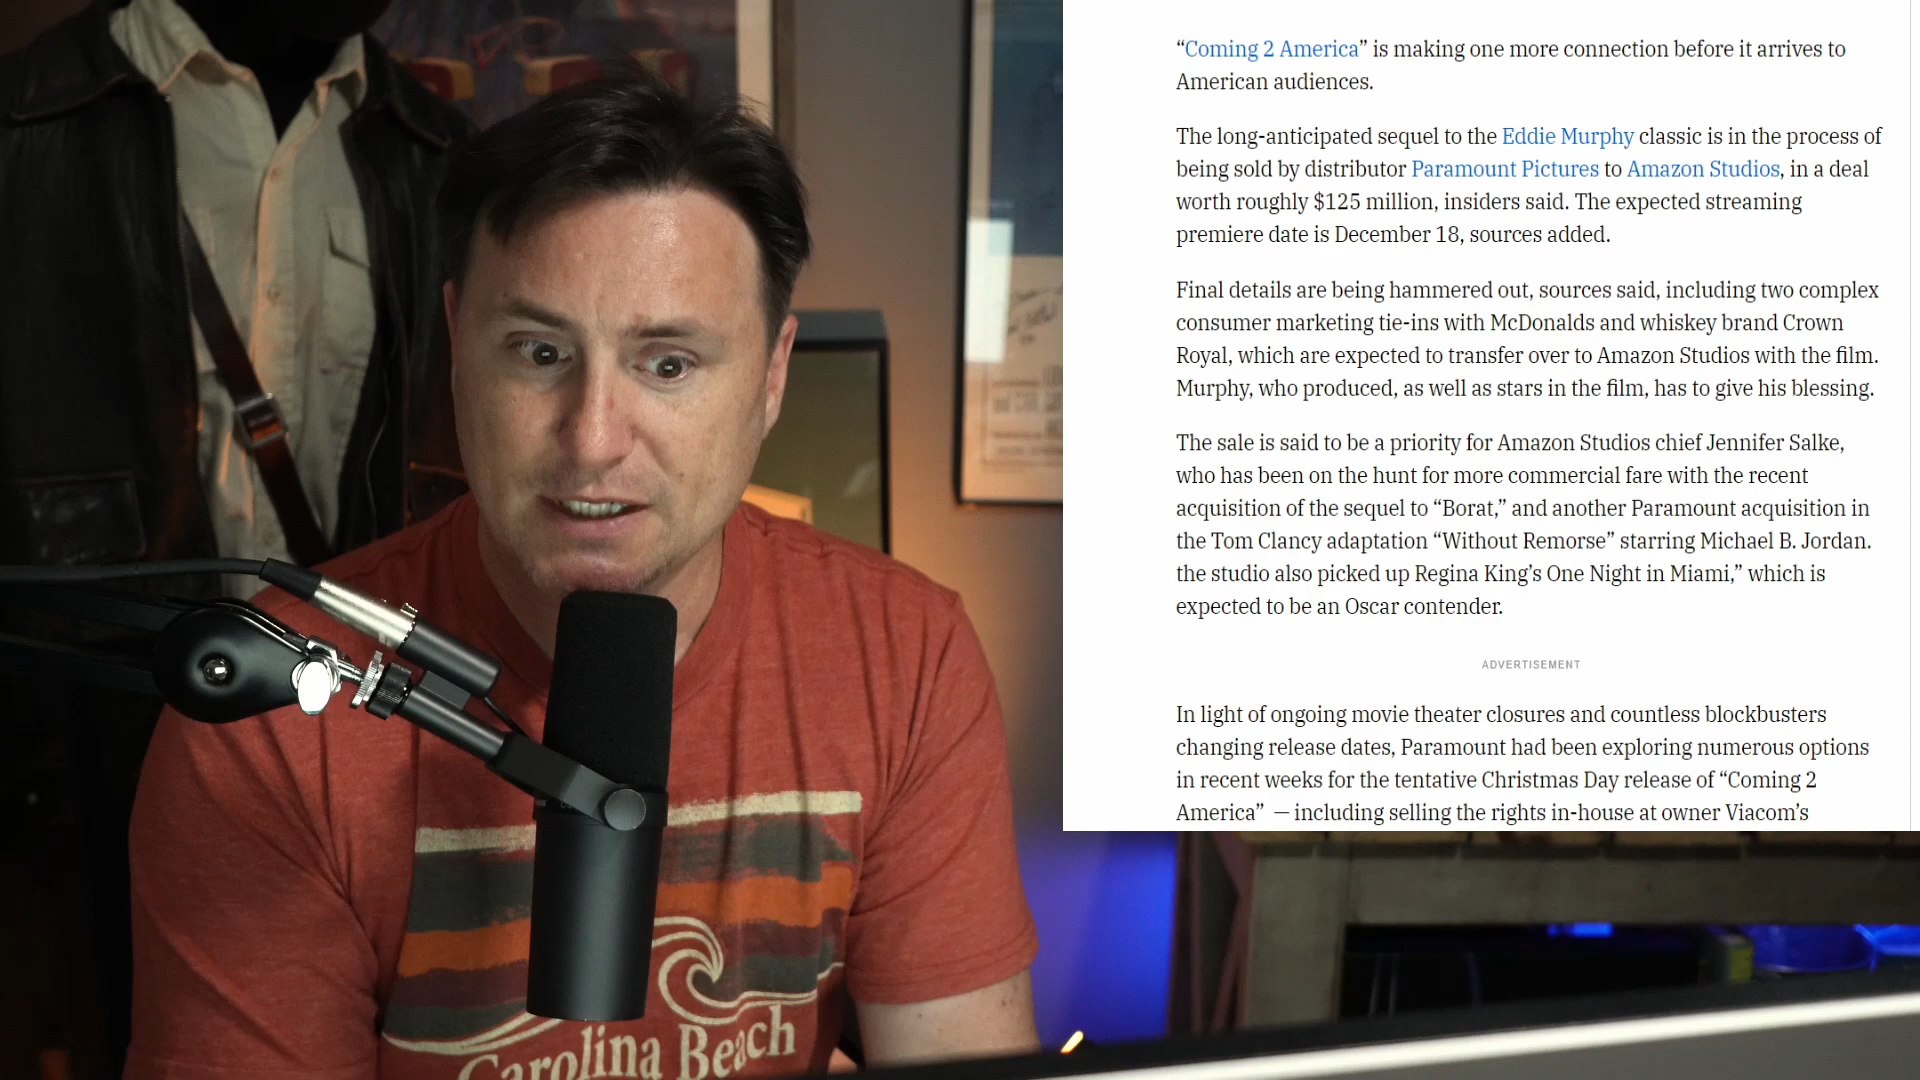 “Coming 2 America” is making one more connection before it arrives to
American audiences.
The long-anticipated sequel to the Eddie Murphy classic is in the process of
being sold by distributor Paramount Pictures to Amazon Studios, in a deal
worth roughly $125 million, insiders said. The expected streaming
premiere date is December 18, sources added.
Final details are being hammered out, sources said, including two complex
consumer marketing tie-ins with McDonalds and whiskey brand Crown
Royal, which are expected to transfer over to Amazon Studios with the film.
Murphy, who produced, as well as stars in the film, has to give his blessing.
The sale is said to be a priority for Amazon Studios chief Jennifer Salke,
who has been on the hunt for more commercial fare with the recent
acquisition of the sequel to “Borat,” and another Paramount acquisition in
the Tom Clancy adaptation “Without Remorse” starring Michael B. Jordan.
the studio also picked up Regina King’s One Night in Miami,” which is
expected to be an Oscar contender.
ADVERTISEMENT
In light of ongoing movie theater closures and countless blockbusters
changing release dates, Paramount had been exploring numerous options
in recent weeks for the tentative Christmas Day release of “Coming 2
America” — including selling the rights in-house at owner Viacom’s
Carolina Beach